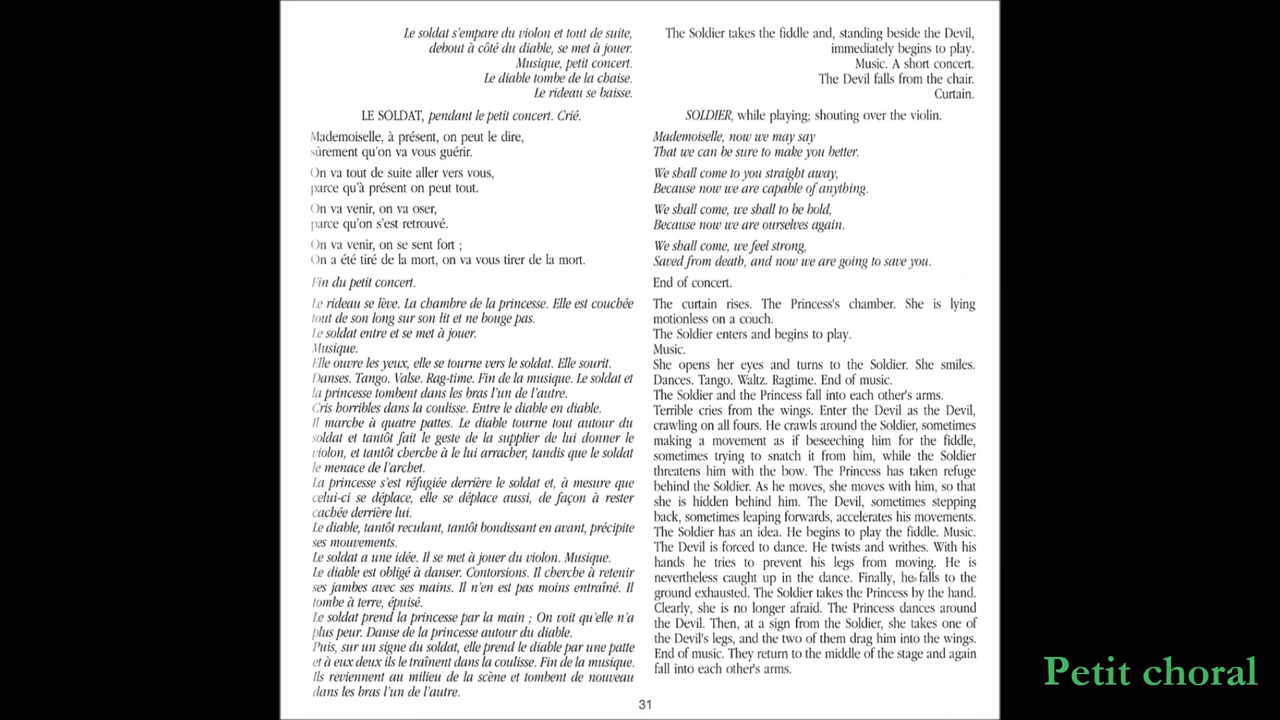 Le soldat s'empare du violon et tout de suite,
debout à côté du diable, se met à jouer.
Musique, petit concert.
Le diable tombe de la chaise.
Le rideau se baisse.
LE SOLDAT, pendant le petit concert. Crié.
Mademoiselle, à présent, on peut le dire,
sûrement qu'on va vous guérir.
On va tout de suite aller vers vous,
parce qu'à présent on peut tout.
On va venir, on va oser,
parce qu'on s'est retrouvé.
On va venir, on se sent fort ;
On a été tiré de la mort, on va vous tirer de la mort.
Fin du petit concert.
Le rideau se lève. La chambre de la princesse. Elle est couchée
tout de son long sur son lit et ne bouge pas.
Le soldat entre et se met à jouer.
Musique.
Elle ouvre les yeux, elle se tourne vers le soldat. Elle sourit.
Danses. Tango. Valse. Rag-time. Fin de la musique. Le soldat et
la princesse tombent dans les bras l'un de l'autre.
Cris horribles dans la coulisse. Entre le diable en diable.
Il marche à quatre pattes. Le diable tourne tout autour du
soldat et tantôt fait le geste de la supplier de lui donner le
violon, et tantôt cherche à le lui arracher, tandis que le soldat
le menace de l'archet.
La princesse s'est réfugiée derrière le soldat et, à mesure que
celui-ci se déplace, elle se déplace aussi, de façon à rester
cachée derrière lui.
Le diable, tantôt reculant, tantôt bondissant en avant, précipite
ses mouvements.
Le soldat a une idée. Il se met à jouer du violon. Musique.
Le diable est obligé à danser. Contorsions. Il cherche à retenir
ses jambes avec ses mains. Il n'en est pas moins entraîné. Il
tombe à terre, épuisé.
Le soldat prend la princesse par la main ; On voit qu'elle n'a
plus peur. Danse de la princesse autour du diable.
Puis, sur un signe du soldat, elle prend le diable par une patte
et à eux deux ils le traînent dans la coulisse. Fin de la musique.
Ils reviennent au milieu de la scène et tombent de nouveau
dans les bras l'un de l'autre.
The Soldier takes the fiddle and, standing beside the Devil,
immediately begins to play.
Music. A short concert.
The Devil falls from the chair.
Curtain.
SOLDIER, while playing; shouting over the violin.
Mademoiselle, now we may say
That we can be sure to make you better.
We shall come to you straight away,
Because now we are capable of anything.
We shall come, we shall to be bold,
Because now we are ourselves again.
We shall come, we feel strong,
Saved from death, and now we are going to save you.
End of concert.
The curtain rises. The Princess's chamber. She is lying
motionless on a couch.
The Soldier enters and begins to play.
Music.
She opens her eyes and turns to the Soldier. She smiles.
Dances. Tango. Waltz. Ragtime. End of music.
The Soldier and the Princess fall into each other's arms.
Terrible cries from the wings. Enter the Devil as the Devil,
crawling on all fours. He crawls around the Soldier, sometimes
making a movement as if beseeching him for the fiddle,
sometimes trying to snatch it from him, while the Soldier
threatens him with the bow. The Princess has taken refuge
behind the Soldier. As he moves, she moves with him, so that
she is hidden behind him. The Devil, sometimes stepping
back, sometimes leaping forwards, accelerates his movements.
The Soldier has an idea. He begins to play the fiddle. Music.
The Devil is forced to dance. He twists and writhes. With his
hands he tries to prevent his legs from moving. He is
nevertheless caught up in the dance. Finally, he falls to the
ground exhausted. The Soldier takes the Princess by the hand.
Clearly, she is no longer afraid. The Princess dances around
the Devil. Then, at a sign from the Soldier, she takes one of
the Devil's legs, and the two of them drag him into the wings.
End of music. They return to the middle of the stage and again
fall into each other's arms.
31
Petit choral